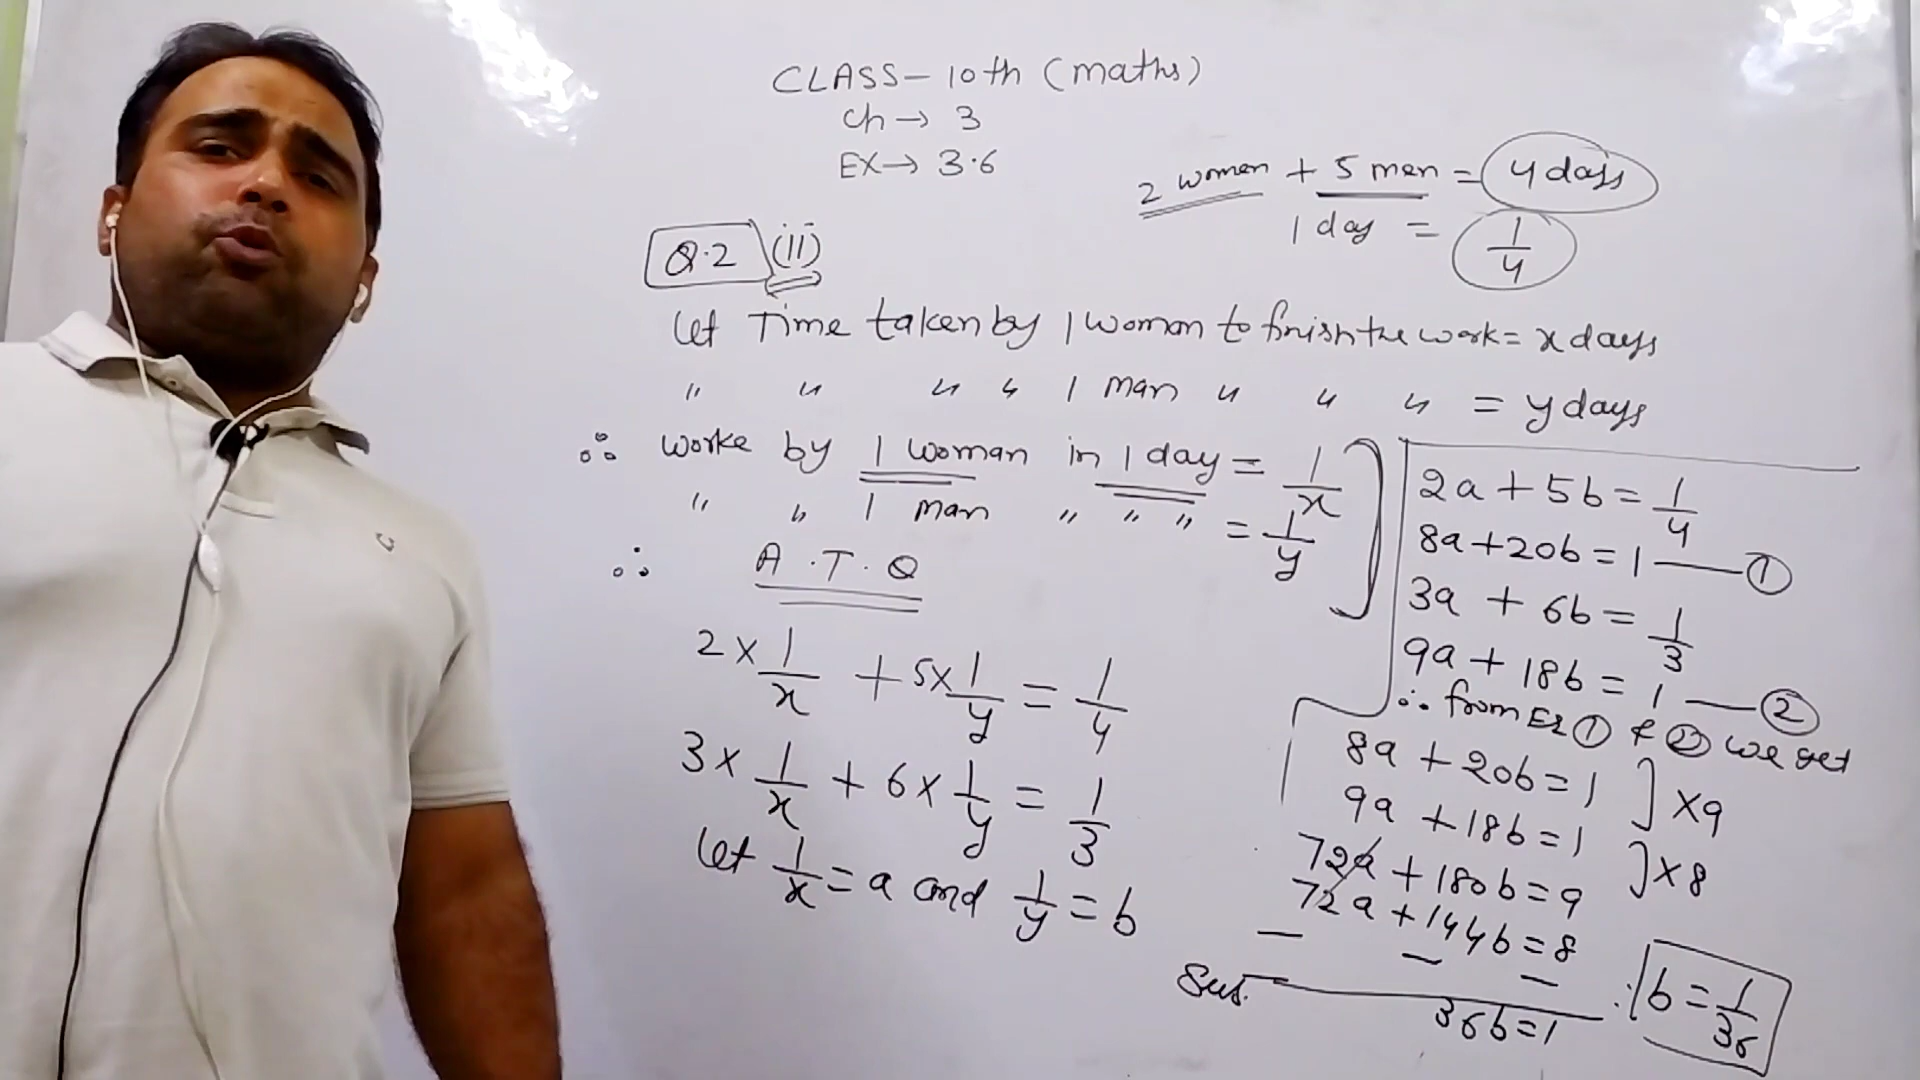 CLASS - 10th (maths)
Ch → 3
EX → 3.6
2 women + 5 men = 4 days
1 day = 1/4
Q.2 (ii)
Let Time taken by 1 woman to finish the work = x days
" " " " 1 man " " " = y days
∴ Worke by 1 woman in 1 day = 1/x
" " 1 man " " " = 1/y
∴ A.T.Q
2 × 1/x + 5 × 1/y = 1/4
3 × 1/x + 6 × 1/y = 1/3
Let 1/x = a and 1/y = b
2a + 5b = 1/4
8a + 20b = 1 — ①
3a + 6b = 1/3
9a + 18b = 1 — ②
∴ from Eq ① & ② we get
8a + 20b = 1 ] × 9
9a + 18b = 1 ] × 8
72a + 180b = 9
72a + 144b = 8
— — —
Sub.
36b = 1
∴ b = 1/36